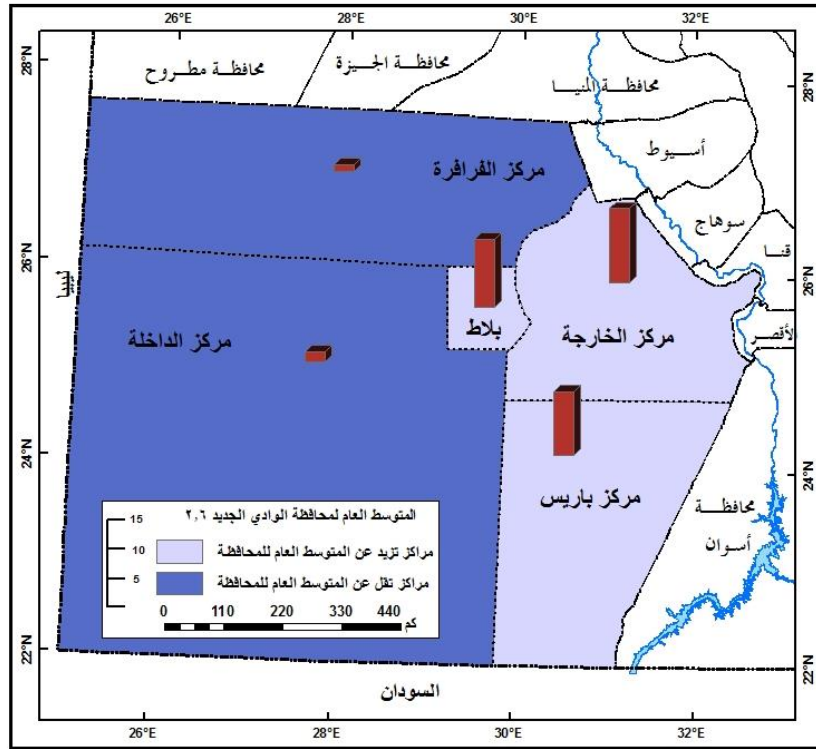 26°E 28°E 30°E 32°E
28°N
28°N
محافظة مطروح
محافظة الجيزة
محافظة المنيا
أسيوط
مركز الفرافرة
سوهاج
قنا
26°N
26°N
ليبيا
بلاط
مركز الداخلة
مركز الخارجة
الأقصر
24°N
24°N
مركز باريس
محافظة
أسوان
المتوسط العام لمحافظة الوادي الجديد ٢,٦
15
10
5
مراكز تزيد عن المتوسط العام للمحافظة
مراكز تقل عن المتوسط العام للمحافظة
0 110 220 330 440
كم
22°N
22°N
السودان
26°E 28°E 30°E 32°E